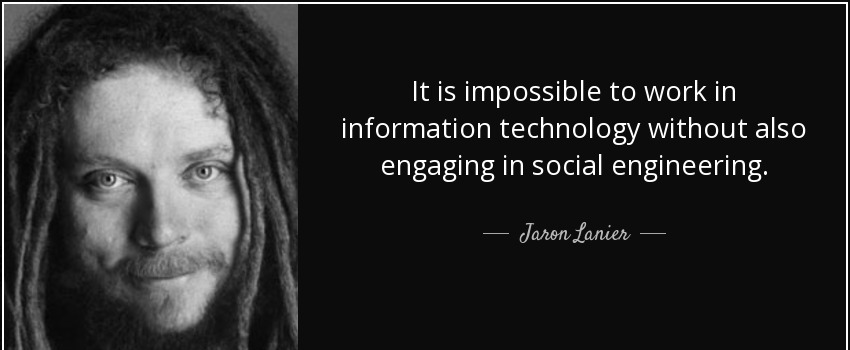 It is impossible to work in
information technology without also
engaging in social engineering.
Jaron Lanier